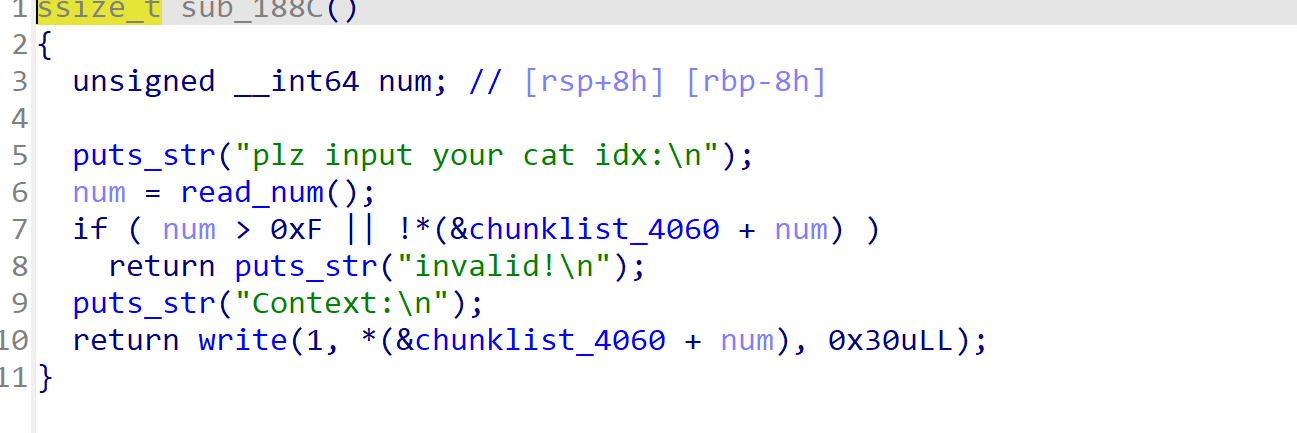 1 ssize_t sub_188C()
2 {
3   unsigned __int64 num; // [rsp+8h] [rbp-8h]
4
5   puts_str("plz input your cat idx:\n");
6   num = read_num();
7   if ( num > 0xF || !*(&chunklist_4060 + num) )
8     return puts_str("invalid!\n");
9   puts_str("Context:\n");
10   return write(1, *(&chunklist_4060 + num), 0x30uLL);
11 }